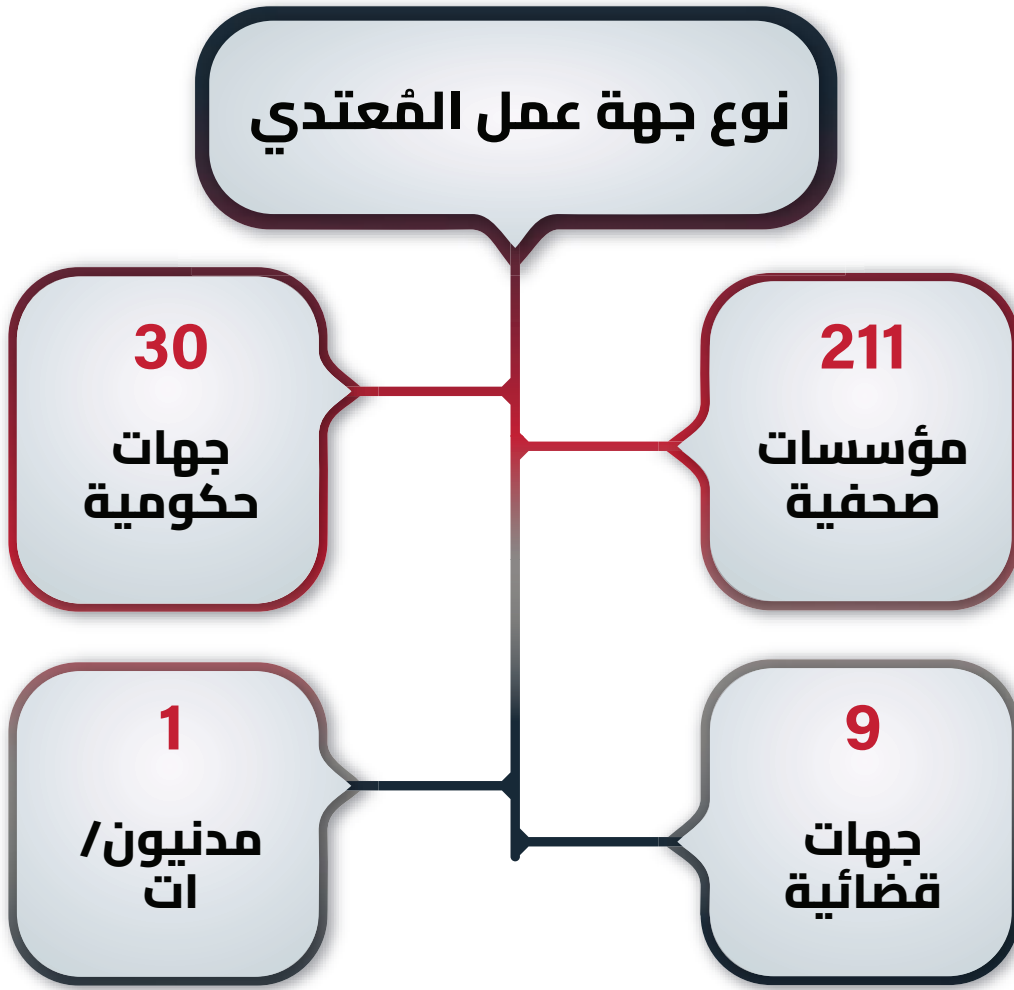 نوع جهة عمل المُعتدي
211
مؤسسات
صحفية
30
جهات
حكومية
9
جهات
قضائية
1
مدنيون/
ات